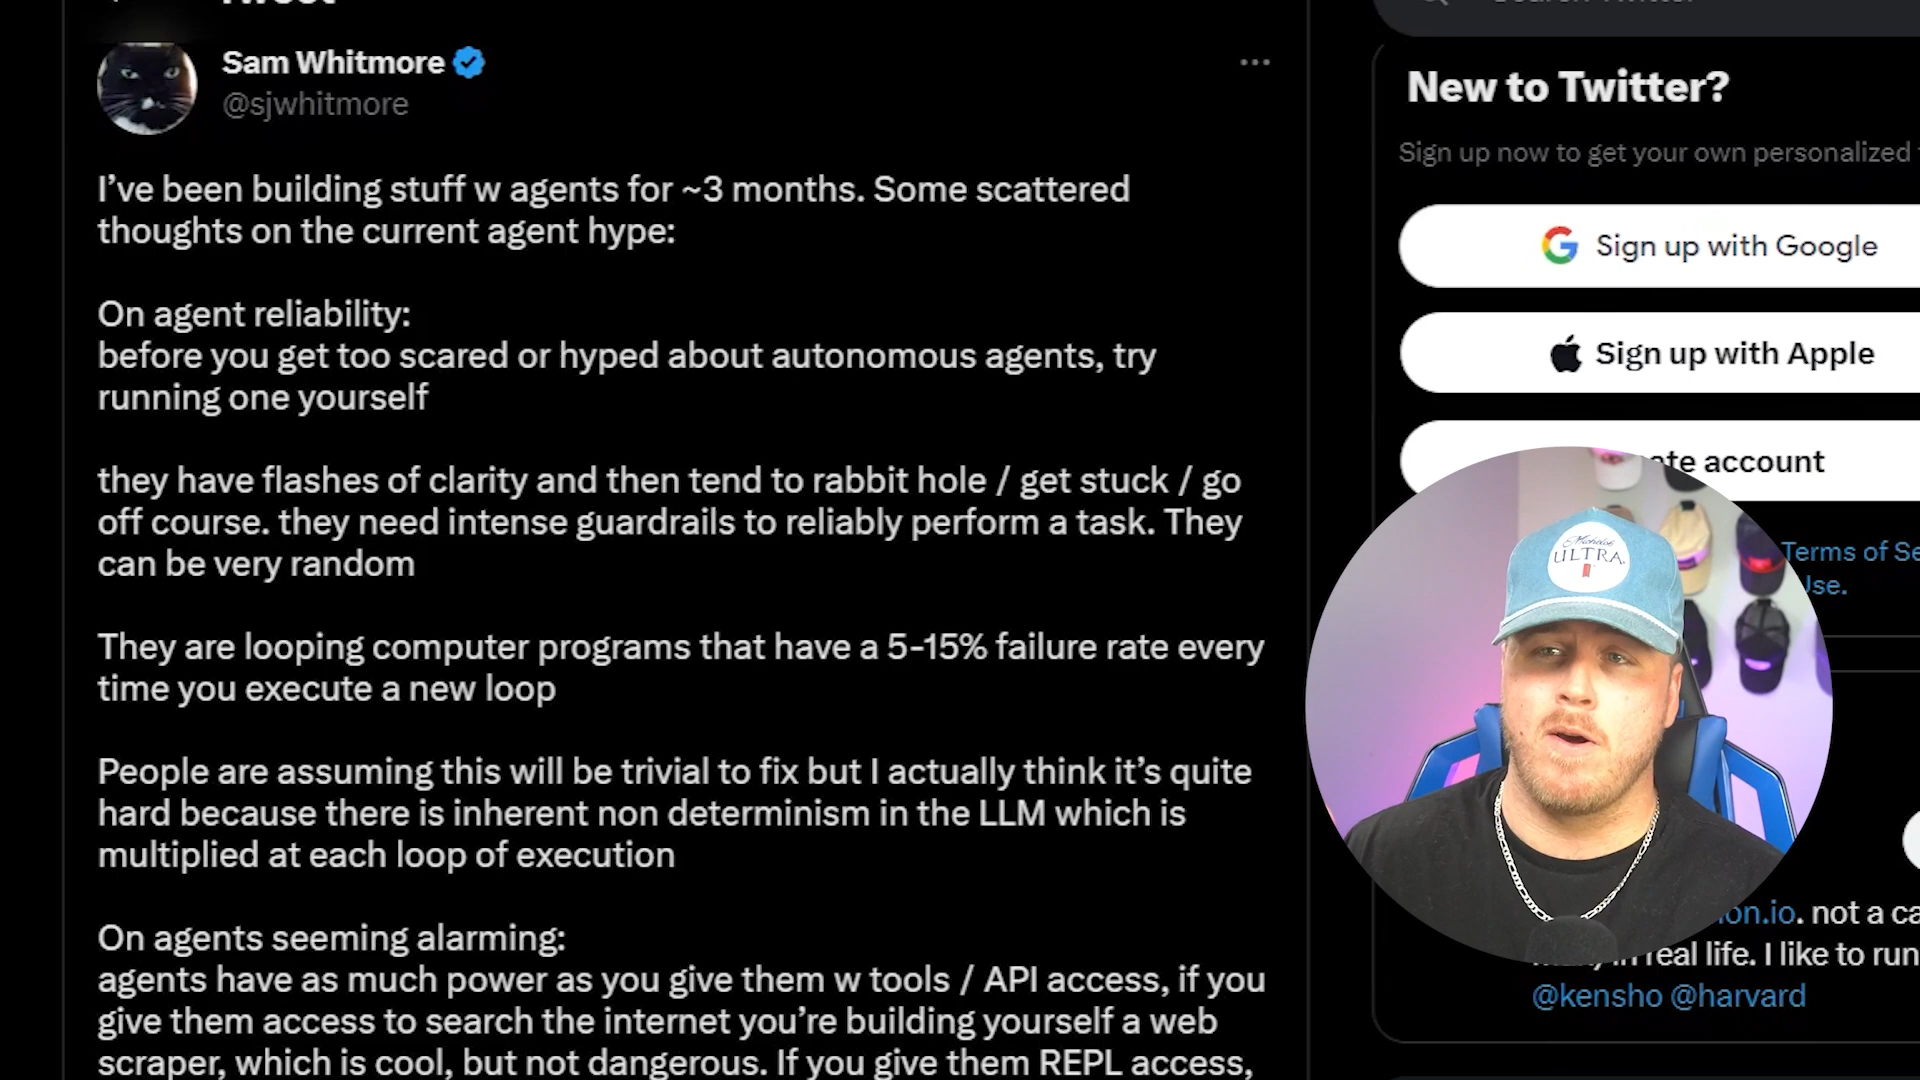 Tweet
Sam Whitmore
@sjwhitmore
I've been building stuff w agents for ~3 months. Some scattered
thoughts on the current agent hype:
On agent reliability:
before you get too scared or hyped about autonomous agents, try
running one yourself
they have flashes of clarity and then tend to rabbit hole / get stuck / go
off course. they need intense guardrails to reliably perform a task. They
can be very random
They are looping computer programs that have a 5-15% failure rate every
time you execute a new loop
People are assuming this will be trivial to fix but I actually think it's quite
hard because there is inherent non determinism in the LLM which is
multiplied at each loop of execution
On agents seeming alarming:
agents have as much power as you give them w tools / API access, if you
give them access to search the internet you're building yourself a web
scraper, which is cool, but not dangerous. If you give them REPL access,
Search Twitter
New to Twitter?
Sign up now to get your own personalized
Sign up with Google
Sign up with Apple
account
Terms of
Use.
Michelob
ULTRA
not a
real life. I like to run
@kensho @harvard